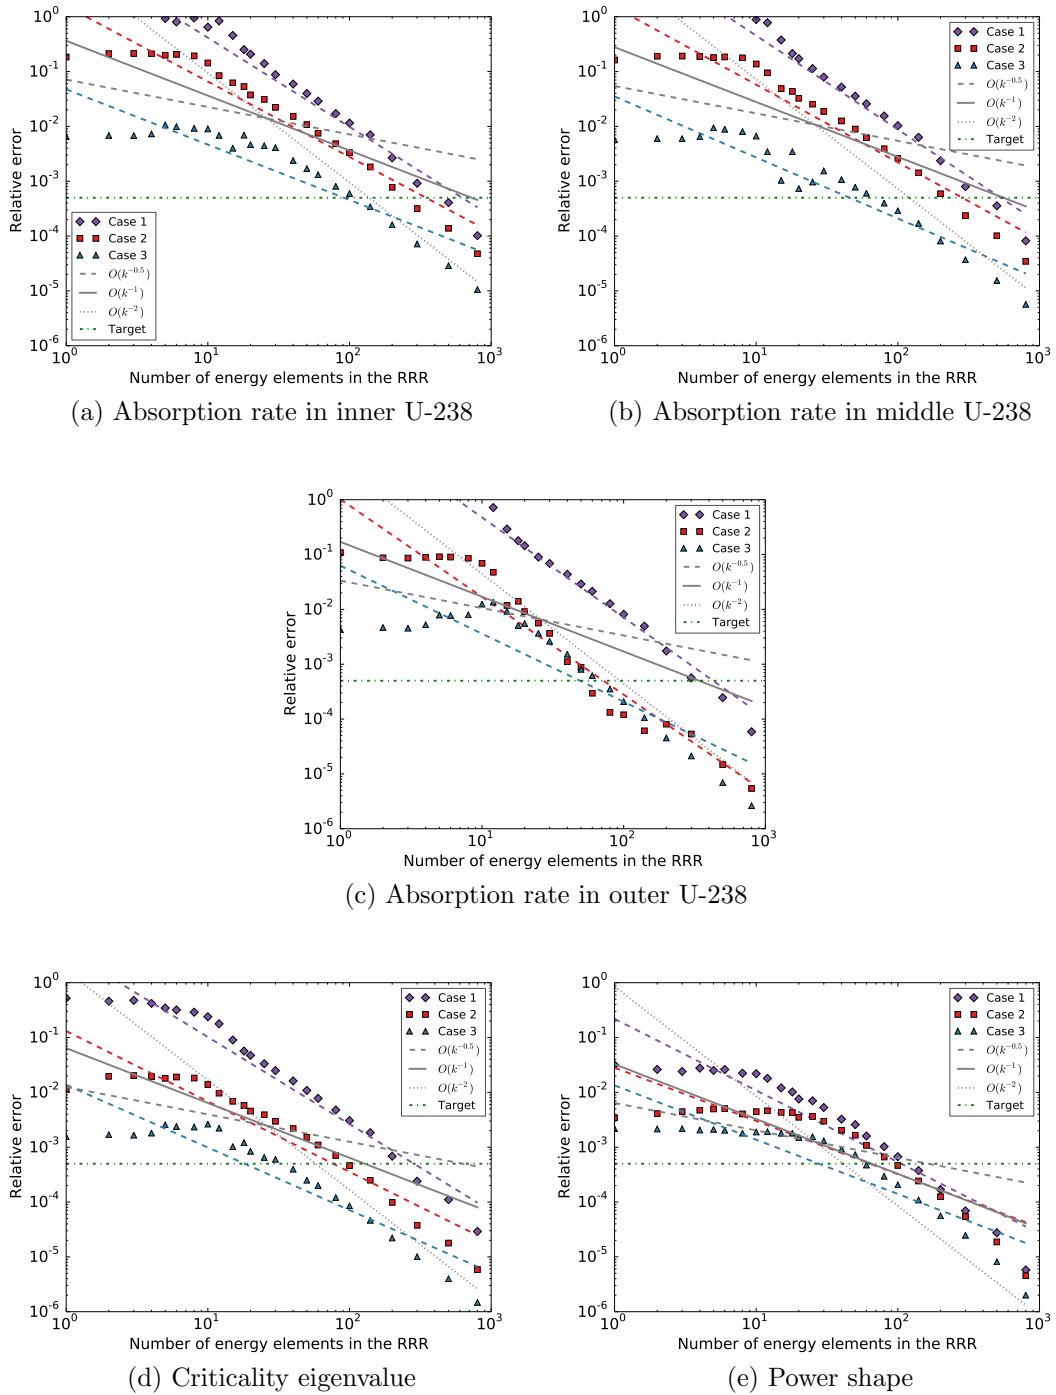 10^0
10^-1
10^-2
10^-3
10^-4
10^-5
10^-6
Relative error
Case 1
Case 2
Case 3
O(k^-0.5)
O(k^-1)
O(k^-2)
Target
10^0 10^1 10^2 10^3
Number of energy elements in the RRR
(a) Absorption rate in inner U-238
10^0
10^-1
10^-2
10^-3
10^-4
10^-5
10^-6
Relative error
Case 1
Case 2
Case 3
O(k^-0.5)
O(k^-1)
O(k^-2)
Target
10^0 10^1 10^2 10^3
Number of energy elements in the RRR
(b) Absorption rate in middle U-238
10^0
10^-1
10^-2
10^-3
10^-4
10^-5
10^-6
Relative error
Case 1
Case 2
Case 3
O(k^-0.5)
O(k^-1)
O(k^-2)
Target
10^0 10^1 10^2 10^3
Number of energy elements in the RRR
(c) Absorption rate in outer U-238
10^0
10^-1
10^-2
10^-3
10^-4
10^-5
10^-6
Relative error
Case 1
Case 2
Case 3
O(k^-0.5)
O(k^-1)
O(k^-2)
Target
10^0 10^1 10^2 10^3
Number of energy elements in the RRR
(d) Criticality eigenvalue
10^0
10^-1
10^-2
10^-3
10^-4
10^-5
10^-6
Relative error
Case 1
Case 2
Case 3
O(k^-0.5)
O(k^-1)
O(k^-2)
Target
10^0 10^1 10^2 10^3
Number of energy elements in the RRR
(e) Power shape